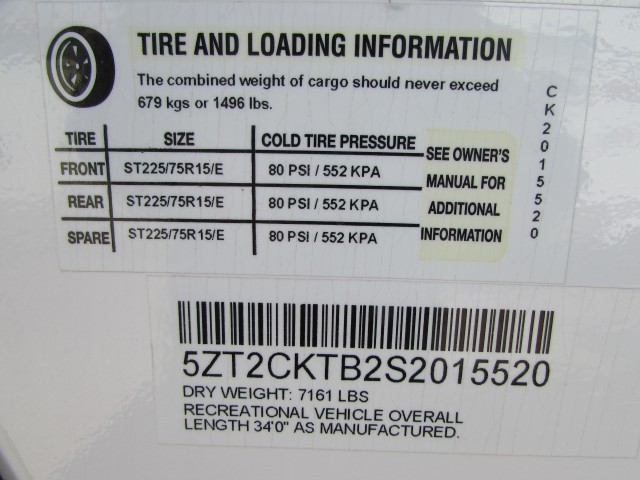 TIRE AND LOADING INFORMATION
The combined weight of cargo should never exceed
679 kgs or 1496 lbs.
TIRE SIZE COLD TIRE PRESSURE
FRONT ST225/75R15/E 80 PSI / 552 KPA
REAR ST225/75R15/E 80 PSI / 552 KPA
SPARE ST225/75R15/E 80 PSI / 552 KPA
SEE OWNER'S
MANUAL FOR
ADDITIONAL
INFORMATION
CK2015520
5ZT2CKTB2S2015520
DRY WEIGHT: 7161 LBS
RECREATIONAL VEHICLE OVERALL
LENGTH 34'0" AS MANUFACTURED.